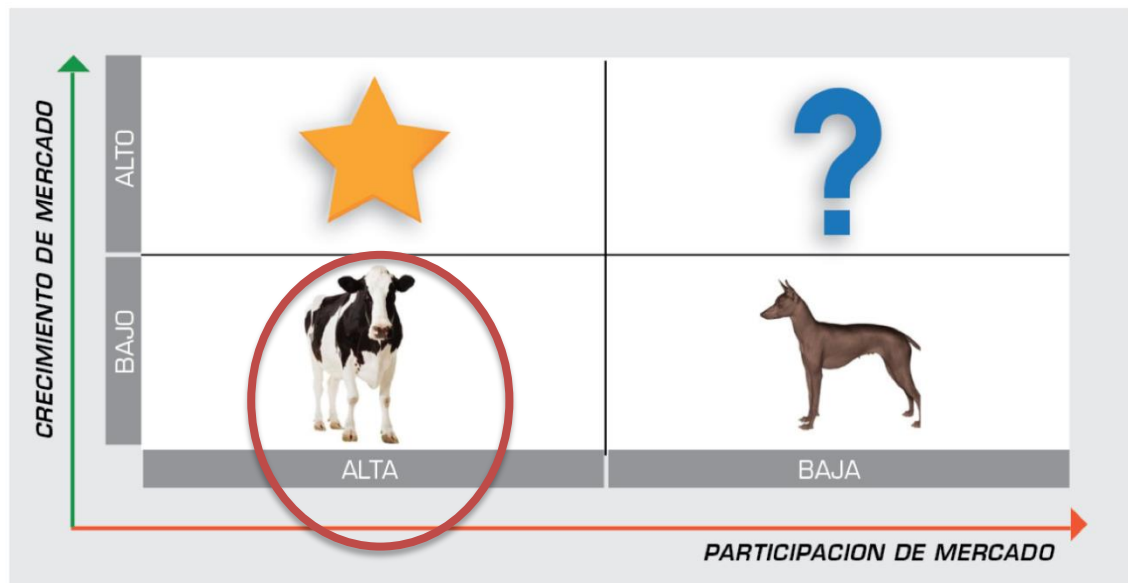 CRECIMIENTO DE MERCADO
ALTO
?
BAJO
ALTA
BAJA
PARTICIPACION DE MERCADO